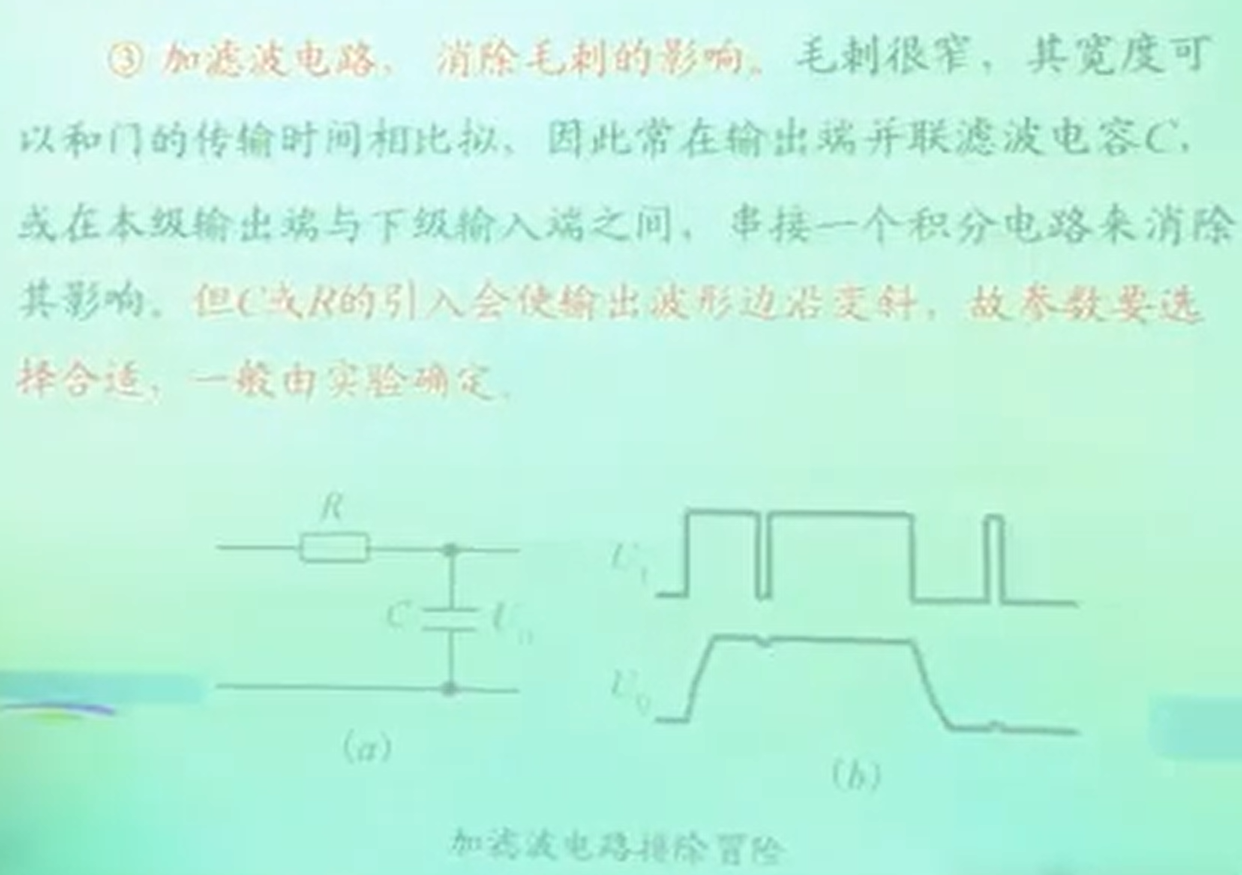 ③ 加滤波电路，消除毛刺的影响。毛刺很窄，其宽度可
以和门的传输时间相比拟，因此常在输出端并联滤波电容C，
或在本级输出端与下级输入端之间，串接一个积分电路来消除
其影响。但C或R的引入会使输出波形边沿变斜，故参数要选
择合适，一般由实验确定。
R
C
(a)
(b)
加滤波电路排除冒险